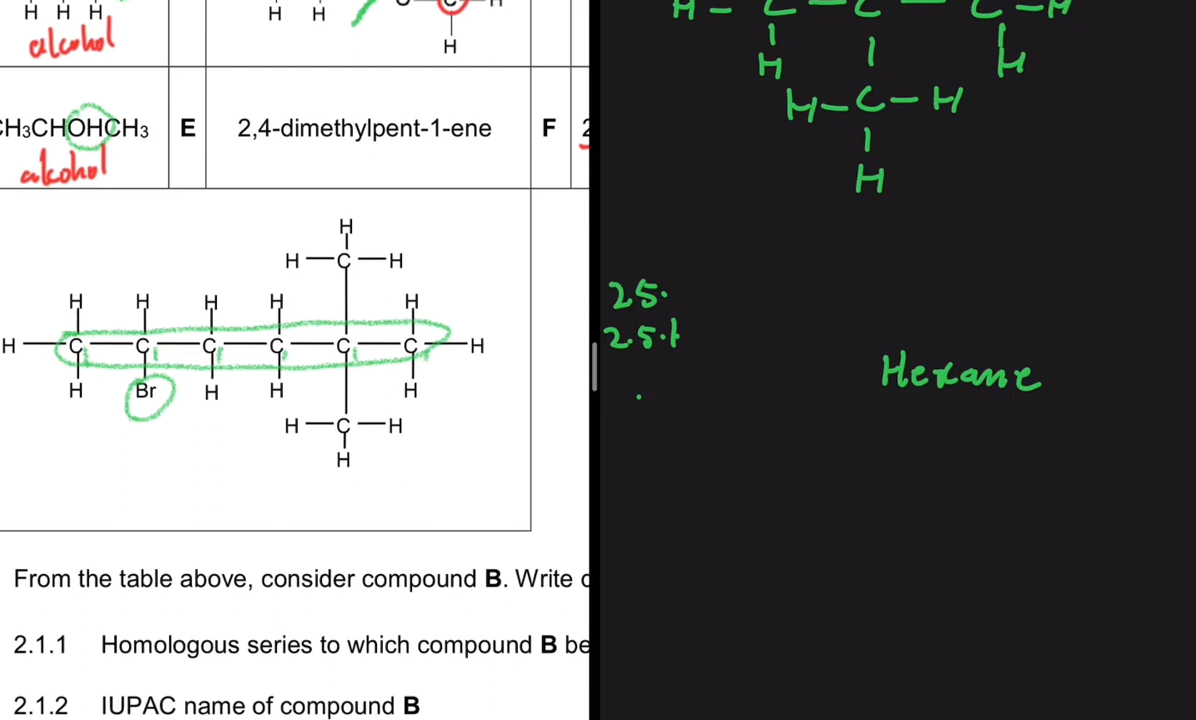 H H H
H H
C C H
H
alcohol
CH3CHOHCH3
alcohol
E
2,4-dimethylpent-1-ene
F
2
H
H C H
H H H H H
H C C C C C C H
H Br H H H
H C H
H
From the table above, consider compound B. Write
2.1.1 Homologous series to which compound B be
2.1.2 IUPAC name of compound B
H - C - C - C - H
H H
H - C - H
H
25.
2.5.1
Hexane